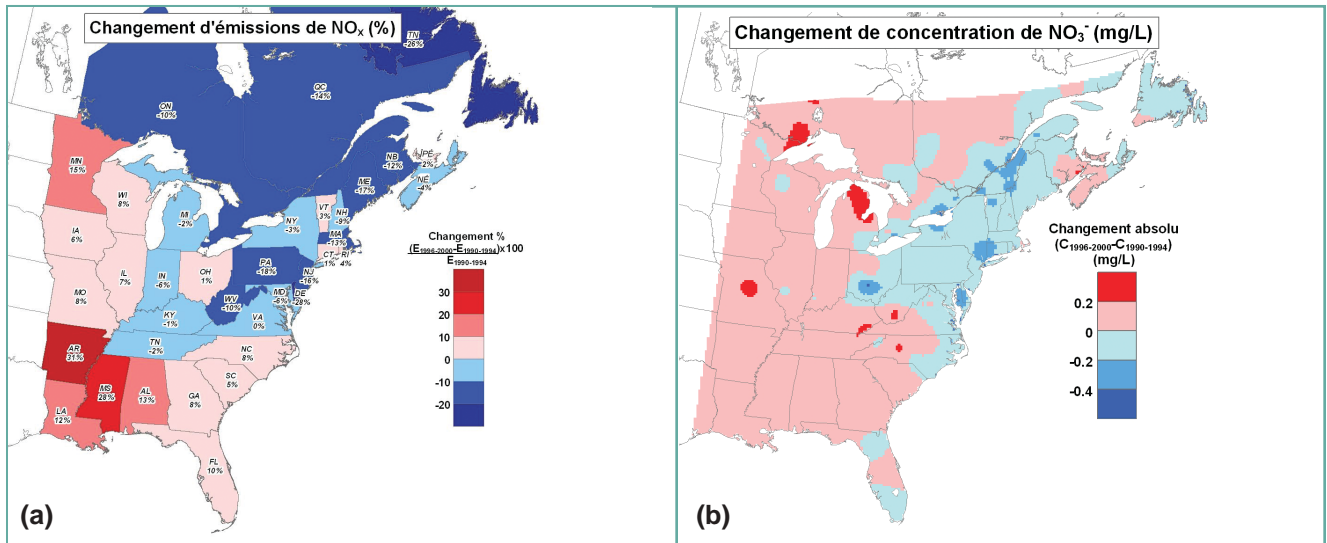 Changement d'émissions de NOx (%)
TN
-26%
QC
-14%
ON
-10%
NB
-12%
ÎPÉ
2%
NÉ
-4%
ME
-17%
MN
15%
WI
8%
MI
-2%
VT
3%
NH
-9%
NY
-3%
MA
-13%
CT
1%
RI
4%
IA
6%
PA
-18%
NJ
-16%
IL
7%
IN
-6%
OH
1%
MD
-6%
DE
-28%
WV
-10%
MO
8%
KY
-1%
VA
0%
TN
-2%
NC
8%
AR
31%
SC
5%
MS
28%
AL
13%
GA
8%
LA
12%
FL
10%
Changement %
(E1996-2000-E1990-1994)x100
E1990-1994
30
20
10
0
-10
-20
(a)
Changement de concentration de NO3- (mg/L)
Changement absolu
(C1996-2000-C1990-1994)
(mg/L)
0.2
0
-0.2
-0.4
(b)